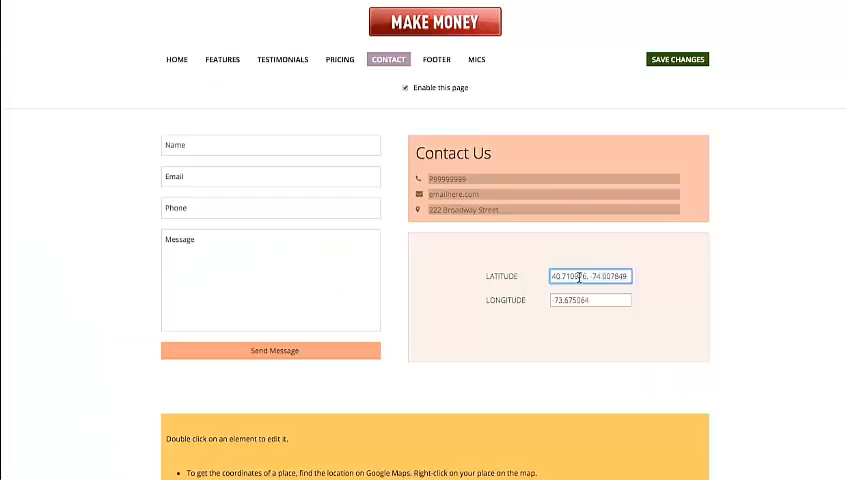 MAKE MONEY
HOME FEATURES TESTIMONIALS PRICING CONTACT FOOTER MICS SAVE CHANGES
Enable this page
Name
Email
Phone
Message
Send Message
Contact Us
P99999999
emailhere.com
222 Broadway Street
LATITUDE
-74.007849
LONGITUDE -73.675064
Double click on an element to edit it.
To get the coordinates of a place, find the location on Google Maps. Right-click on your place on the map.